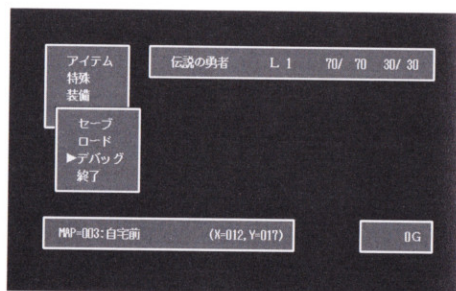 アイテム
特殊
装備
伝説の勇者 L 1 70/ 70 30/ 30
セーブ
ロード
▶デバッグ
終了
MAP=003:自宅前 (X=012,Y=017)
0G